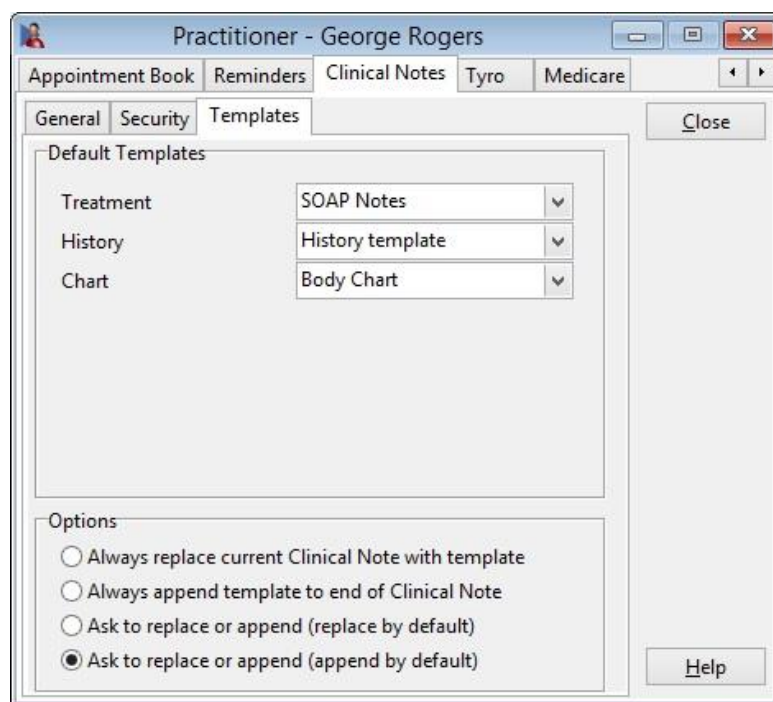 Practitioner - George Rogers
Appointment Book Reminders Clinical Notes Tyro Medicare
General Security Templates
Close
Default Templates
Treatment SOAP Notes
History History template
Chart Body Chart
Options
Always replace current Clinical Note with template
Always append template to end of Clinical Note
Ask to replace or append (replace by default)
Ask to replace or append (append by default)
Help